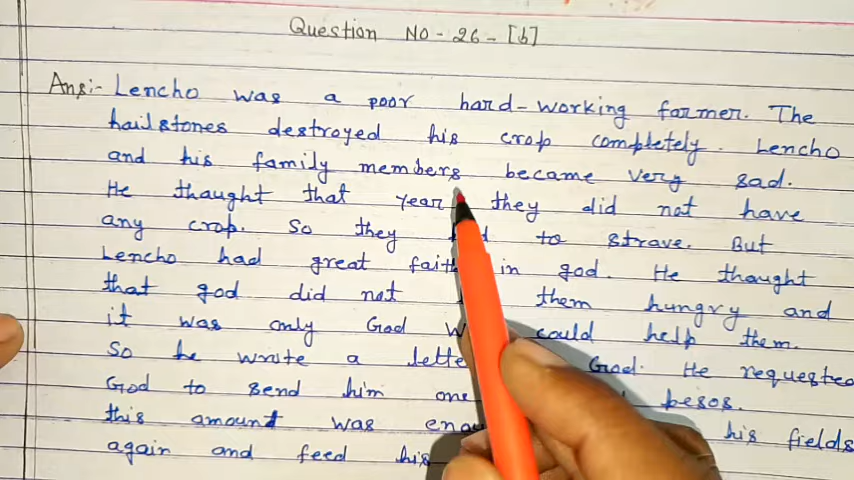 Question NO - 26 - [b]
Ans:- Lencho was a poor hard-working farmer. The
hailstones destroyed his crop completely. Lencho
and his family members became very sad.
He thought that year they did not have
any crop. So they to strave. But
Lencho had great faith in god. He thought
that god did not them hungry and
it was only God could help them.
So he write a God. He requested
God to send him one besos.
this amount was his fields
again and feed his